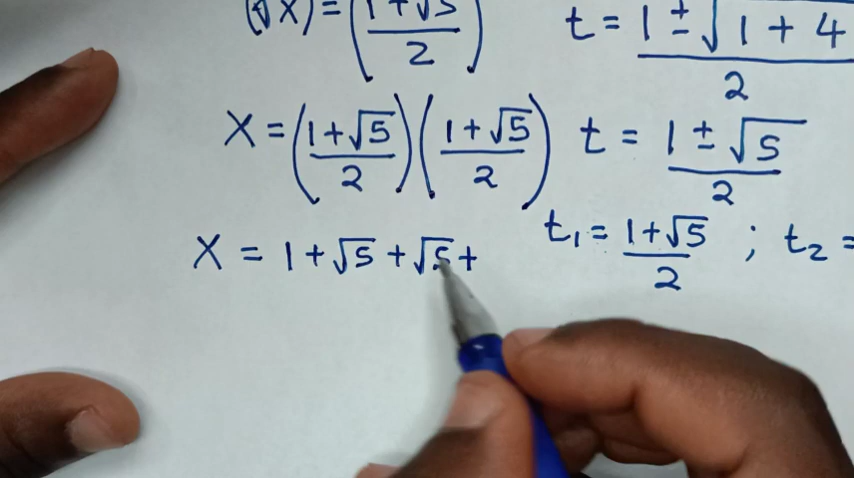 (√X) = (1+√5/2)
X = (1+√5/2)(1+√5/2)
X = 1+√5+√5+
t = 1±√1+4/2
t = 1±√5/2
t₁ = 1+√5/2 ; t₂ =